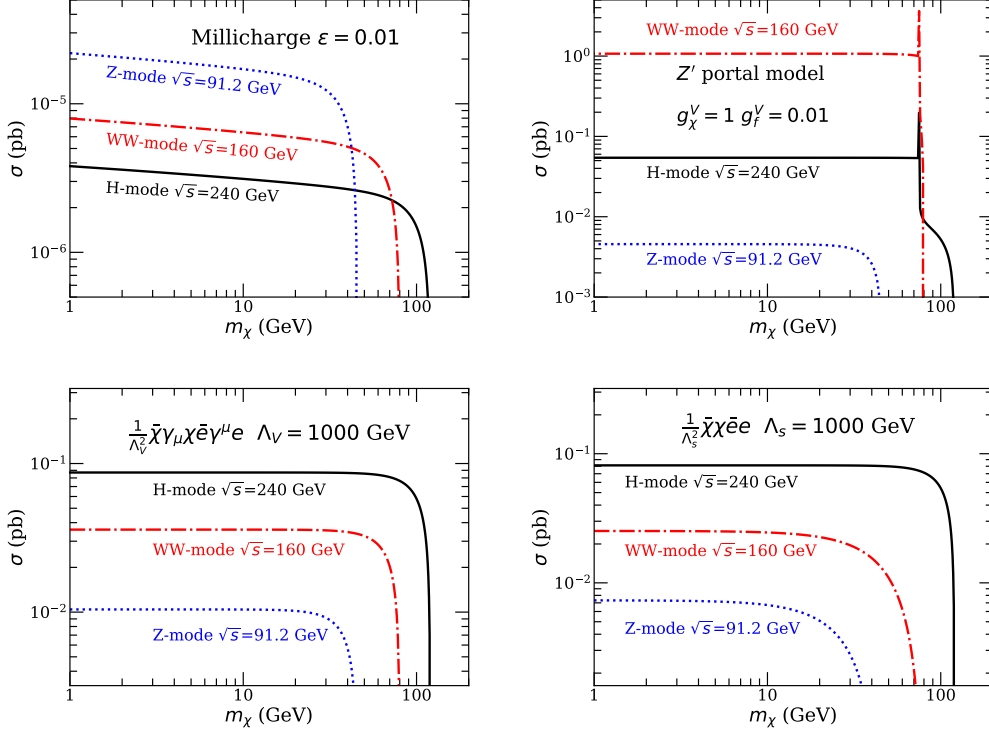 Millicharge ε = 0.01
Z-mode √s=91.2 GeV
WW-mode √s=160 GeV
H-mode √s=240 GeV
10⁻⁵
10⁻⁶
σ (pb)
1
10
100
mχ (GeV)
WW-mode √s=160 GeV
Z′ portal model
g_χ^V = 1 g_f^V = 0.01
H-mode √s=240 GeV
Z-mode √s=91.2 GeV
10⁰
10⁻¹
10⁻²
10⁻³
σ (pb)
1
10
100
mχ (GeV)
1/Λ_V² χ̄γ_μχēγ^μe Λ_V = 1000 GeV
H-mode √s=240 GeV
WW-mode √s=160 GeV
Z-mode √s=91.2 GeV
10⁻¹
10⁻²
σ (pb)
1
10
100
mχ (GeV)
1/Λ_s² χ̄χēe Λ_s = 1000 GeV
H-mode √s=240 GeV
WW-mode √s=160 GeV
Z-mode √s=91.2 GeV
10⁻¹
10⁻²
σ (pb)
1
10
100
mχ (GeV)